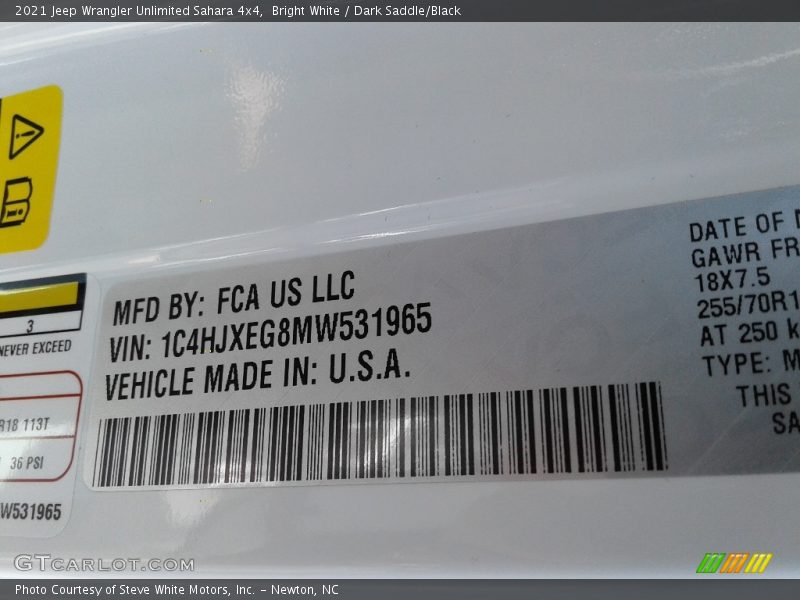 2021 Jeep Wrangler Unlimited Sahara 4x4,  Bright White / Dark Saddle/Black
3
NEVER EXCEED
R18 113T
36 PSI
MW531965
MFD BY: FCA US LLC
VIN: 1C4HJXEG8MW531965
VEHICLE MADE IN: U.S.A.
DATE OF
GAWR FR
18X7.5
255/70R1
AT 250 k
TYPE: M
THIS
SA
GTCARLOT.COM
Photo Courtesy of Steve White Motors, Inc. – Newton, NC